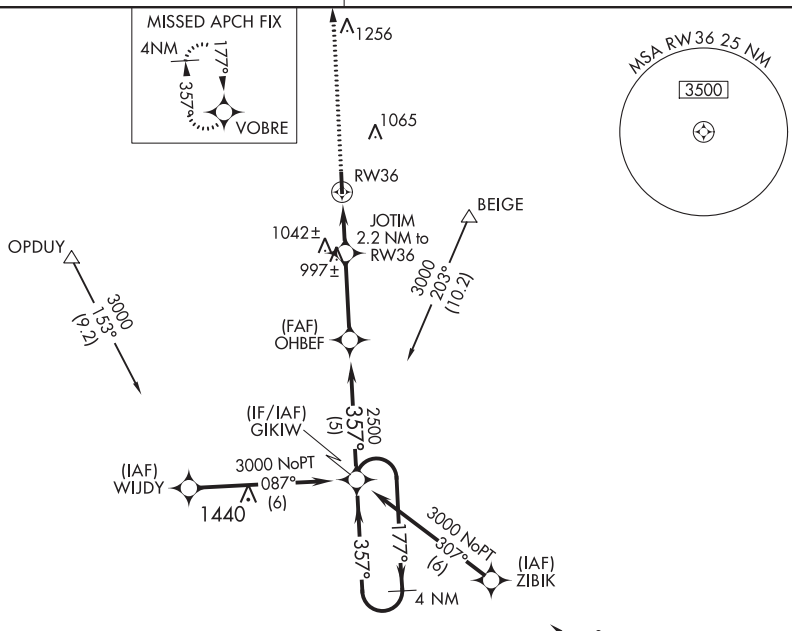 MISSED APCH FIX
4NM
177°
357°
VOBRE
1256
1065
RW36
MSA RW36 25 NM
3500
BEIGE
3000
203°
(10.2)
OPDUY
3000
153°
(9.2)
1042±
997±
JOTIM
2.2 NM to
RW36
(FAF)
OHBEF
2500
357°
(5)
(IF/IAF)
GIKIW
(IAF)
WIJDY
3000 NoPT
087°
(6)
1440
357°
177°
4 NM
3000 NoPT
307°
(6)
(IAF)
ZIBIK